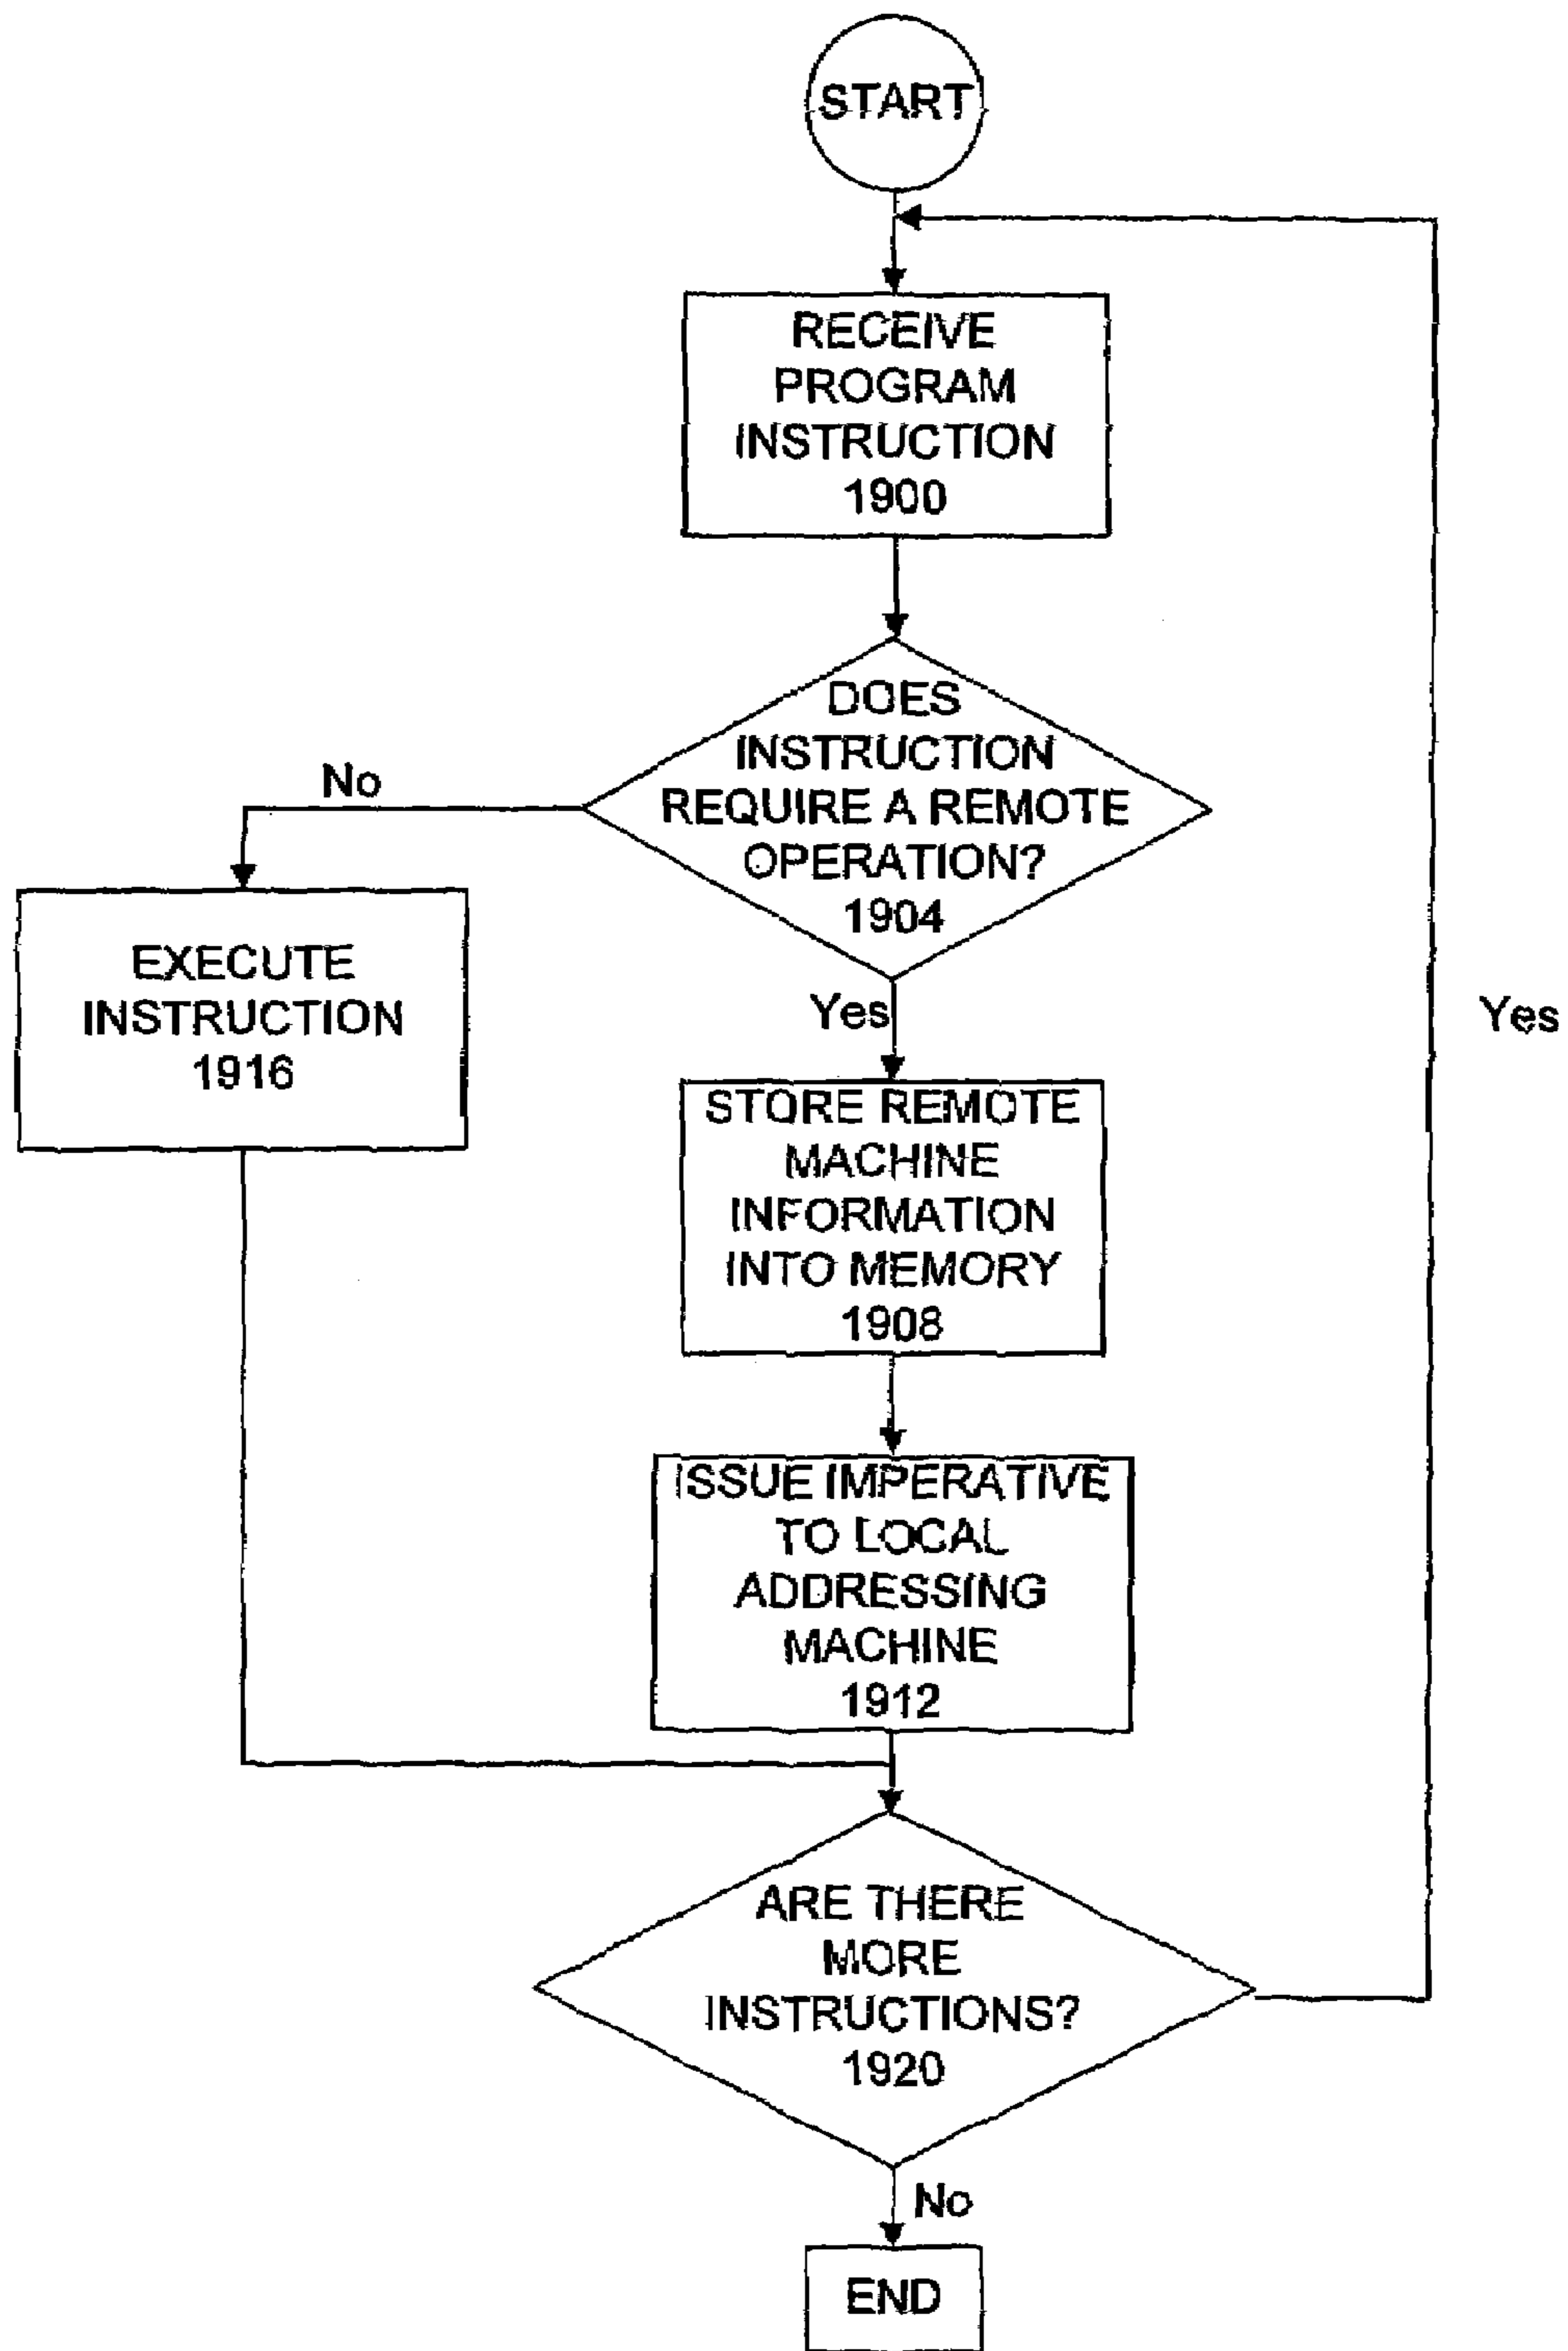 START
RECEIVE
PROGRAM
INSTRUCTION
1900
DOES
INSTRUCTION
REQUIRE A REMOTE
OPERATION?
1904
No
EXECUTE
INSTRUCTION
1916
Yes
Yes
STORE REMOTE
MACHINE
INFORMATION
INTO MEMORY
1908
ISSUE IMPERATIVE
TO LOCAL
ADDRESSING
MACHINE
1912
ARE THERE
MORE
INSTRUCTIONS?
1920
No
END